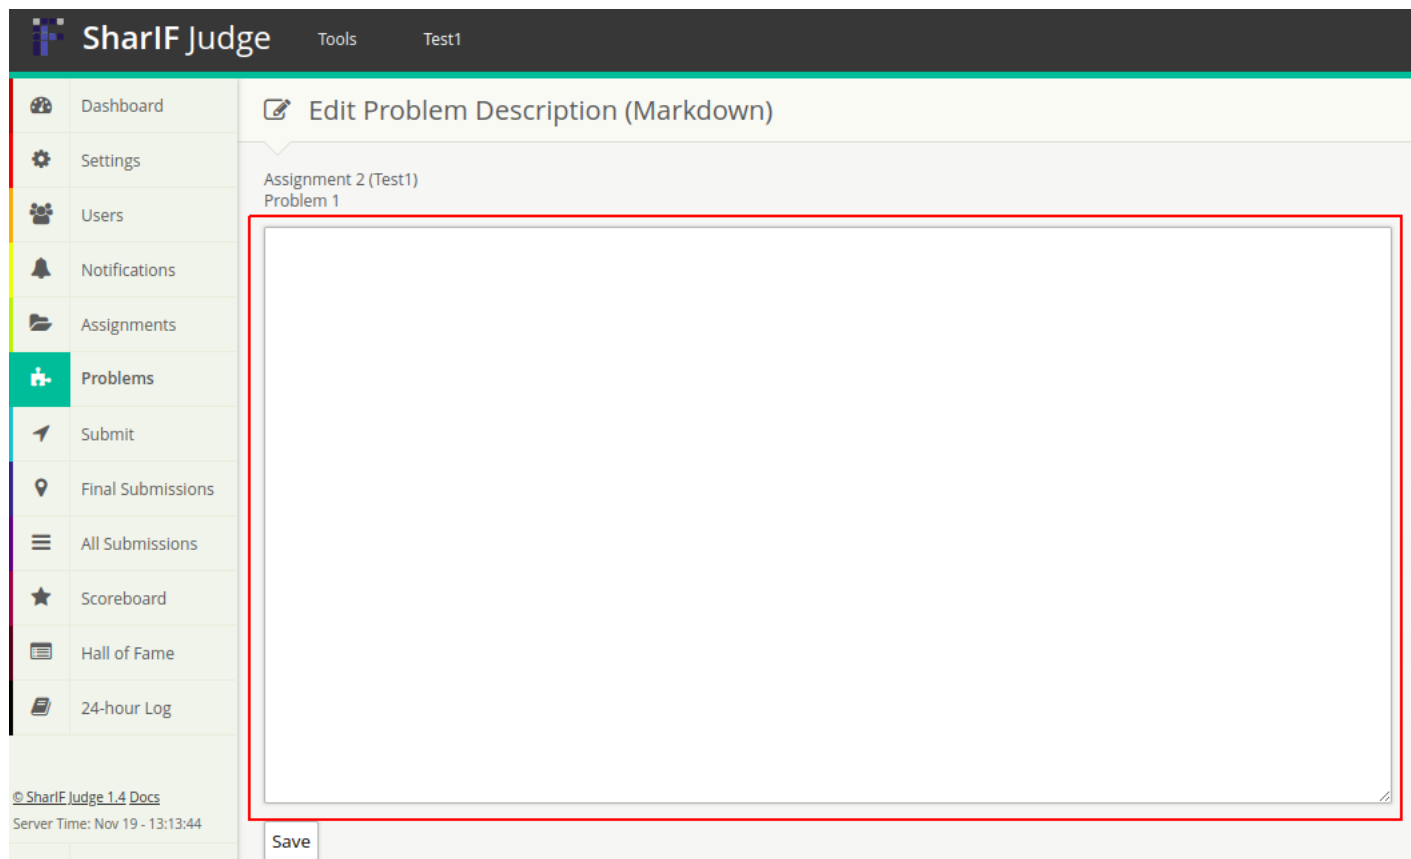 SharIF Judge Tools Test1
Dashboard
Settings
Users
Notifications
Assignments
Problems
Submit
Final Submissions
All Submissions
Scoreboard
Hall of Fame
24-hour Log
© SharIF Judge 1.4 Docs
Server Time: Nov 19 - 13:13:44
Edit Problem Description (Markdown)
Assignment 2 (Test1)
Problem 1
Save